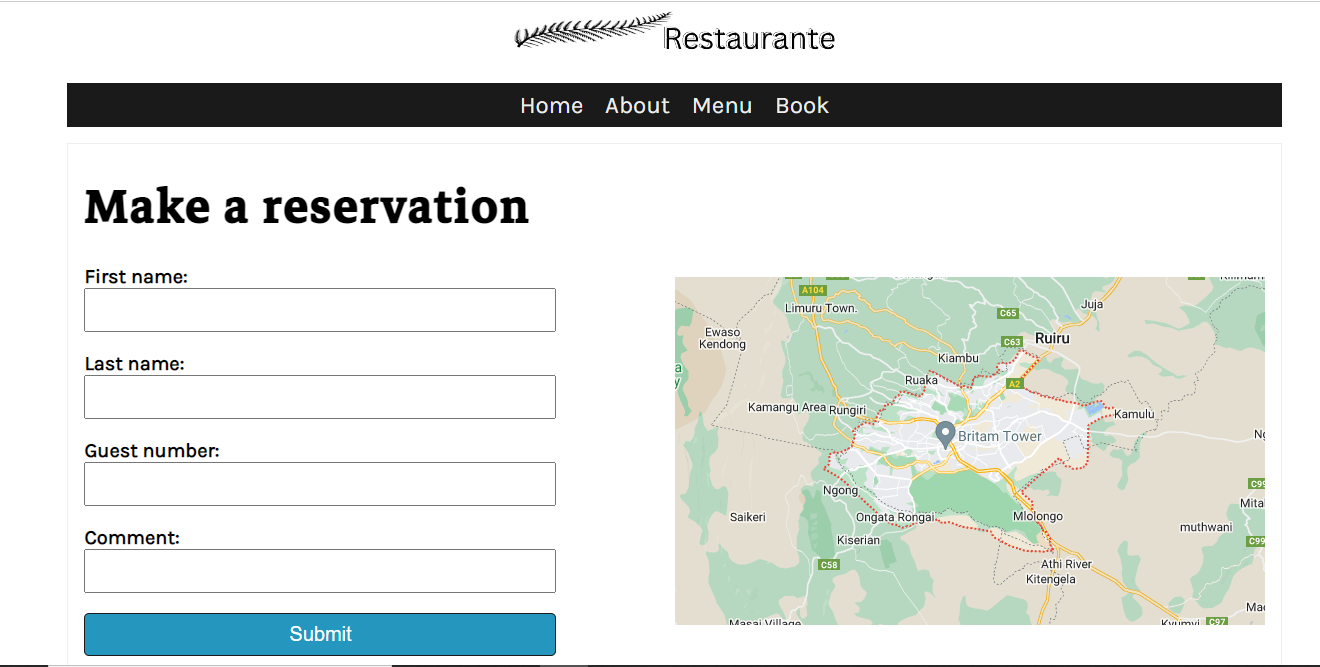 Restaurante
Home About Menu Book
Make a reservation
First name:
Last name:
Guest number:
Comment:
Submit
A104
Limuru Town.
C65
Juja
Ewaso
Kendong
C63
Ruiru
Kiambu
Ruaka
A2
Kamangu Area
Rungiri
Kamulu
Britam Tower
Ngong
C99
Saikeri
Ongata Rongai
Mlolongo
muthwani
Kiserian
C99
C58
Athi River
Kitengela
Masai Village
C97